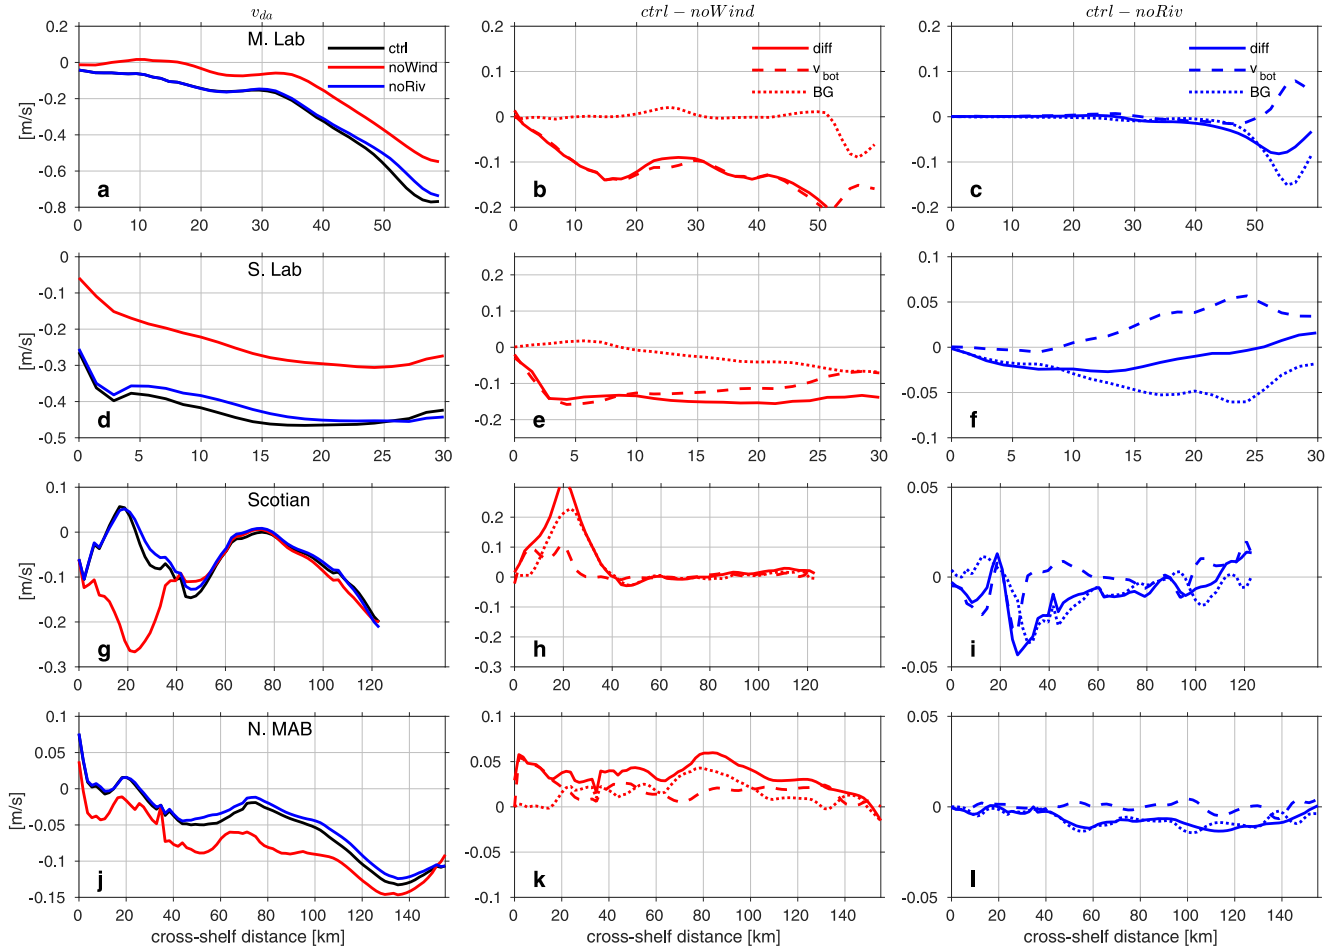 v_da
ctrl − noWind
ctrl − noRiv
M. Lab
ctrl
noWind
noRiv
[m/s]
0
-0.2
-0.4
-0.6
-0.8
a
0 10 20 30 40 50
diff
v_bot
BG
0.2
0.1
0
-0.1
-0.2
b
0 10 20 30 40 50
diff
v_bot
BG
0.2
0.1
0
-0.1
0.2
c
0 10 20 30 40 50
S. Lab
[m/s]
0
-0.1
-0.2
-0.3
-0.4
-0.5
d
0 5 10 15 20 25 30
0.2
0.1
0
-0.1
-0.2
e
0 5 10 15 20 25 30
0.1
0.05
0
-0.05
-0.1
f
0 5 10 15 20 25 30
Scotian
[m/s]
0.1
0
-0.1
-0.2
-0.3
g
0 20 40 60 80 100 120
0.2
0.1
0
-0.1
-0.2
-0.3
h
0 20 40 60 80 100 120
0.05
0
-0.05
i
0 20 40 60 80 100 120
N. MAB
[m/s]
0.1
0.05
0
-0.05
-0.1
-0.15
j
0 20 40 60 80 100 120 140
cross-shelf distance [km]
0.1
0.05
0
0.05
-0.1
k
0 20 40 60 80 100 120 140
cross-shelf distance [km]
0.05
0
-0.05
l
0 20 40 60 80 100 120 140
cross-shelf distance [km]